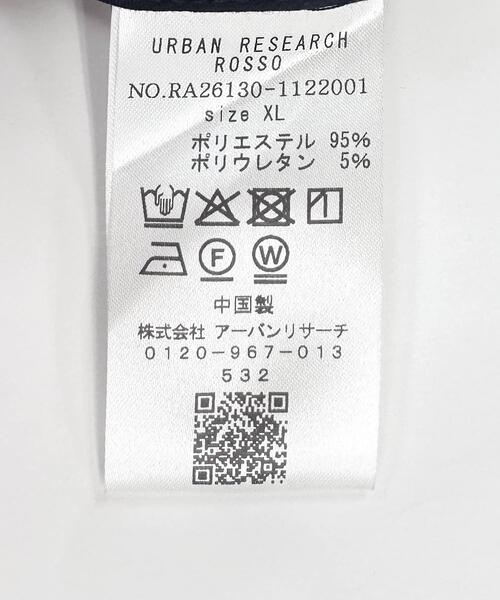 URBAN RESEARCH
ROSSO
NO.RA26130-1122001
size XL
ポリエステル 95%
ポリウレタン 5%
F W
中国製
株式会社 アーバンリサーチ
0120-967-013
532